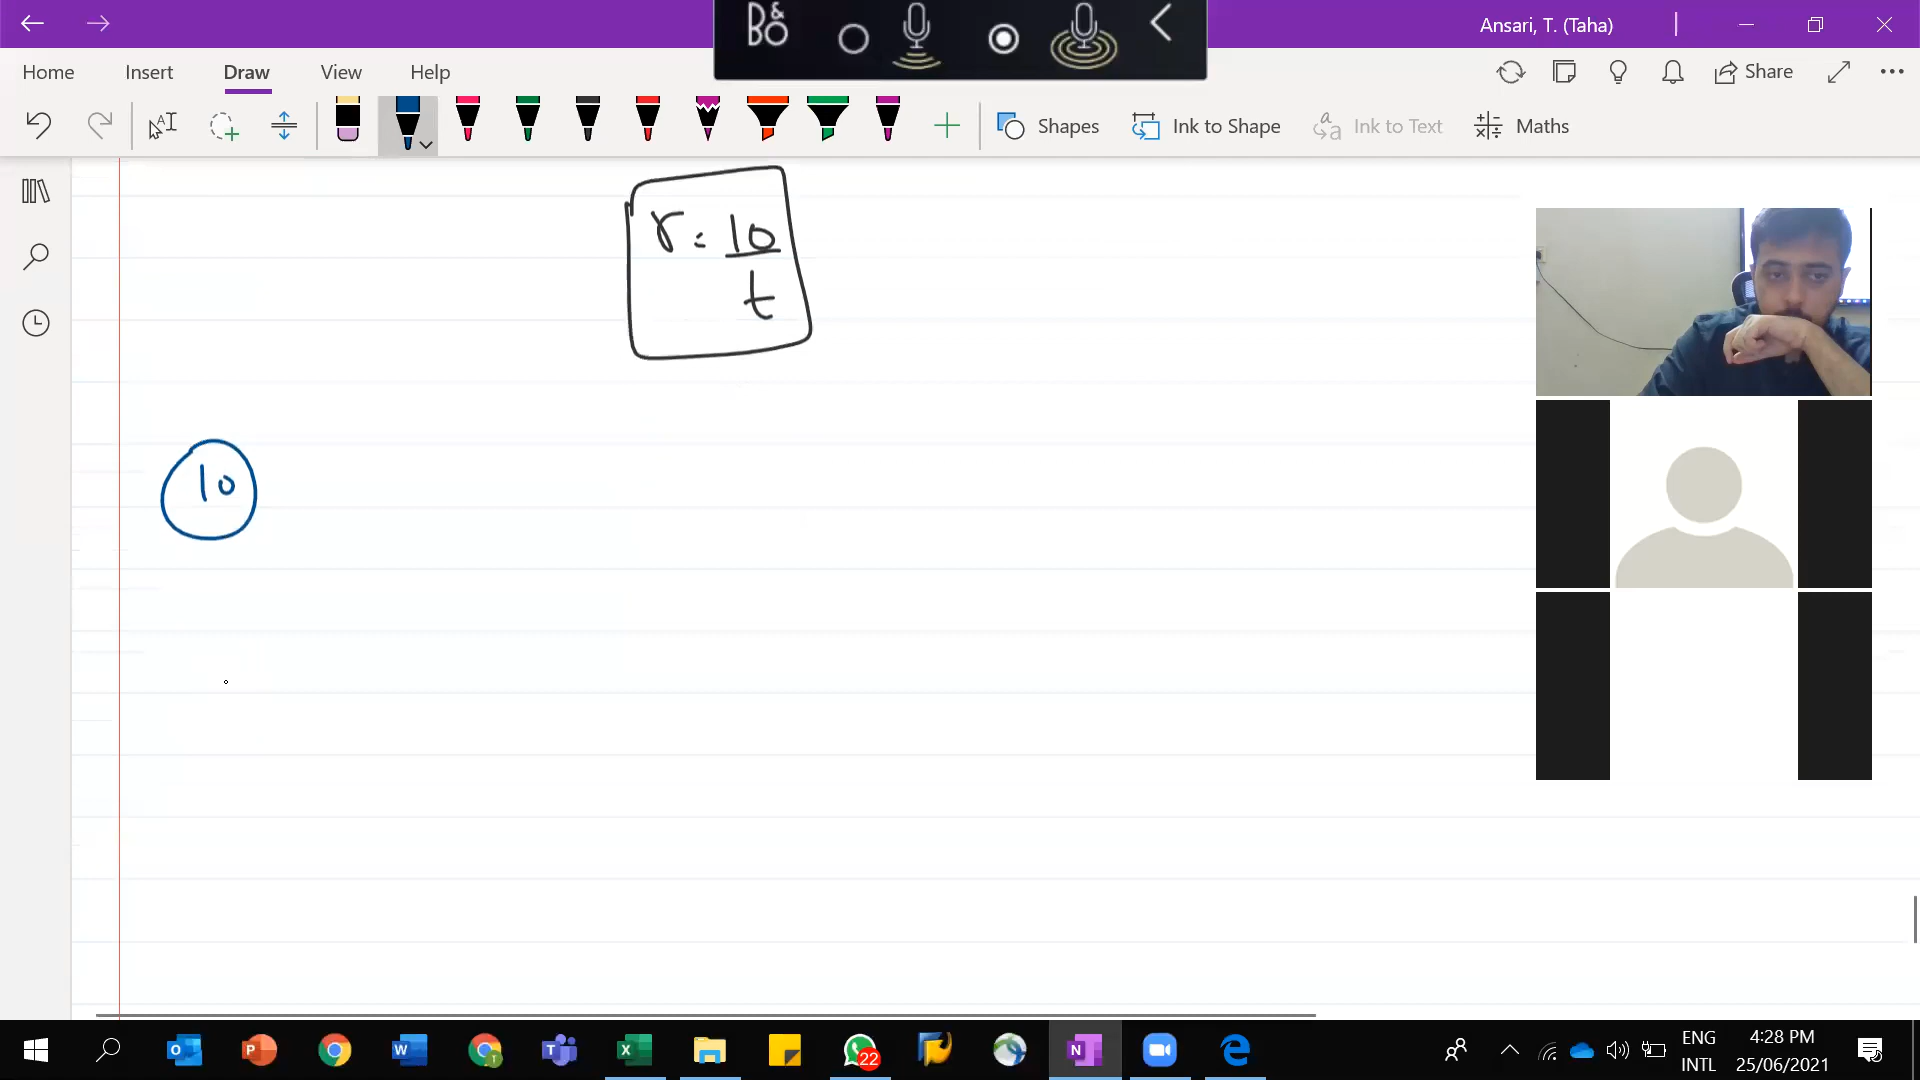 B&O
Ansari, T. (Taha)
Home Insert Draw View Help
Share
Shapes Ink to Shape Ink to Text Maths
r = 10
t
10
22
ENG
INTL
4:28 PM
25/06/2021